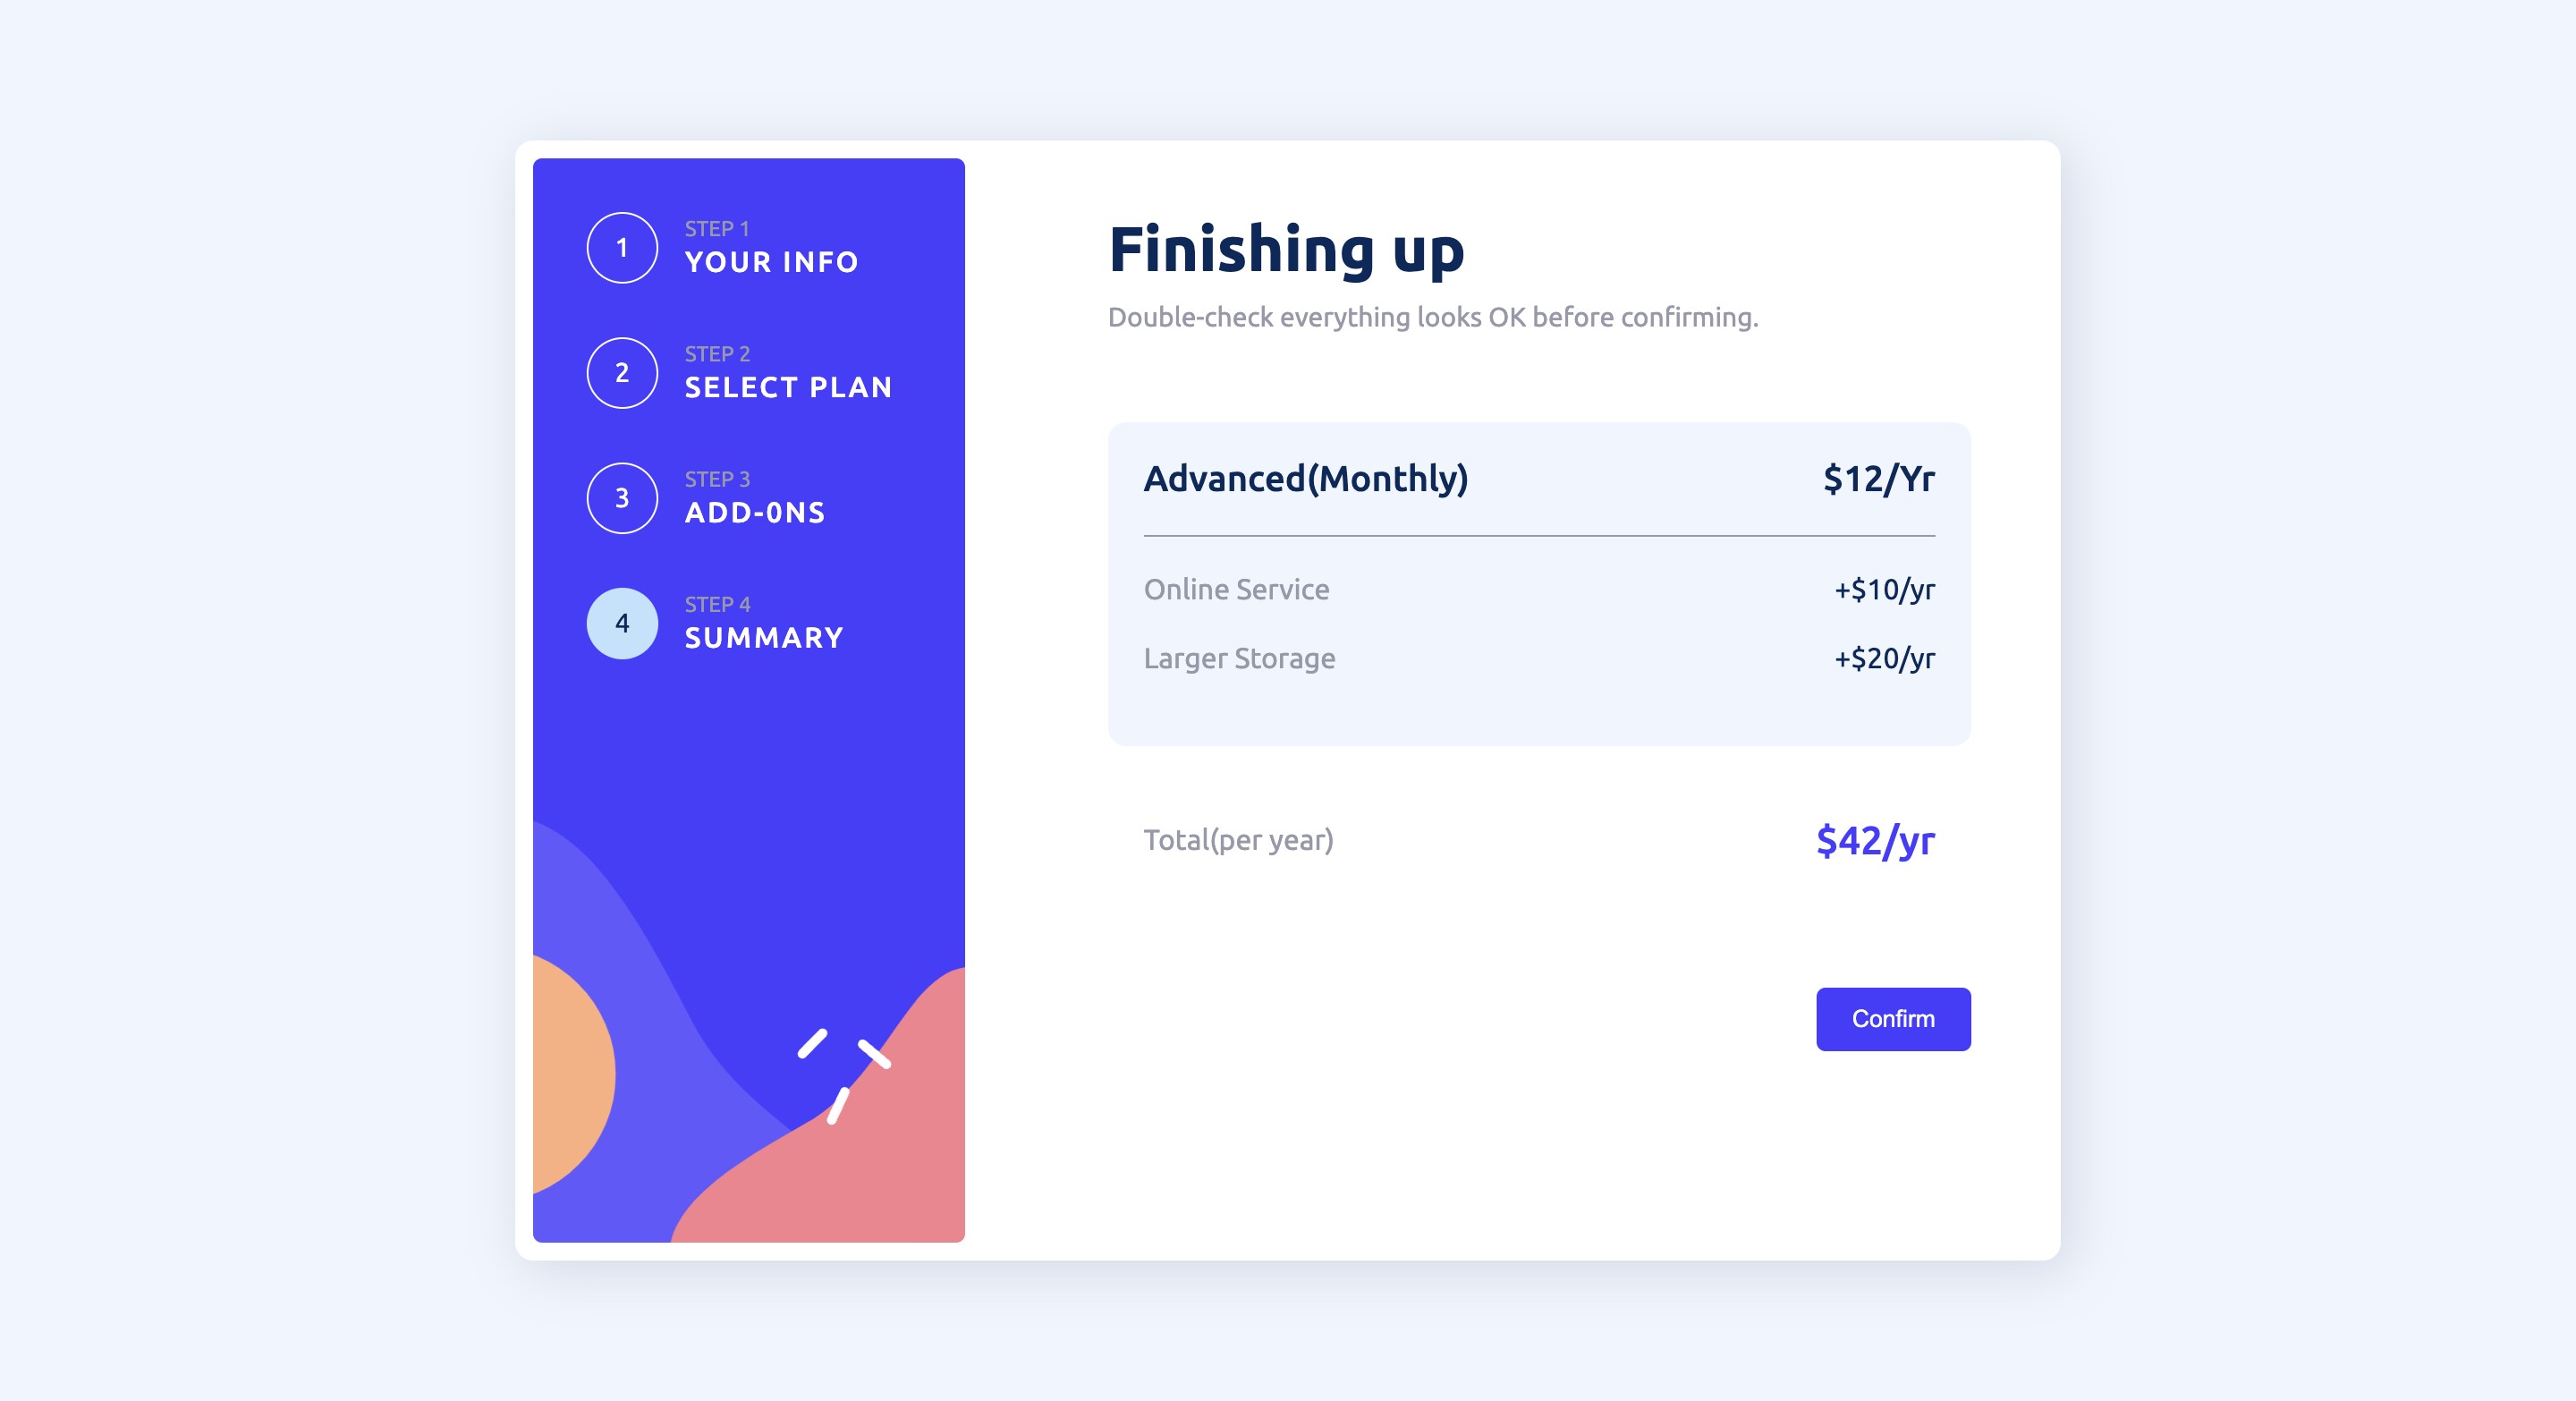 1
STEP 1
YOUR INFO
2
STEP 2
SELECT PLAN
3
STEP 3
ADD-0NS
4
STEP 4
SUMMARY
Finishing up
Double-check everything looks OK before confirming.
Advanced(Monthly) $12/Yr
Online Service +$10/yr
Larger Storage +$20/yr
Total(per year) $42/yr
Confirm